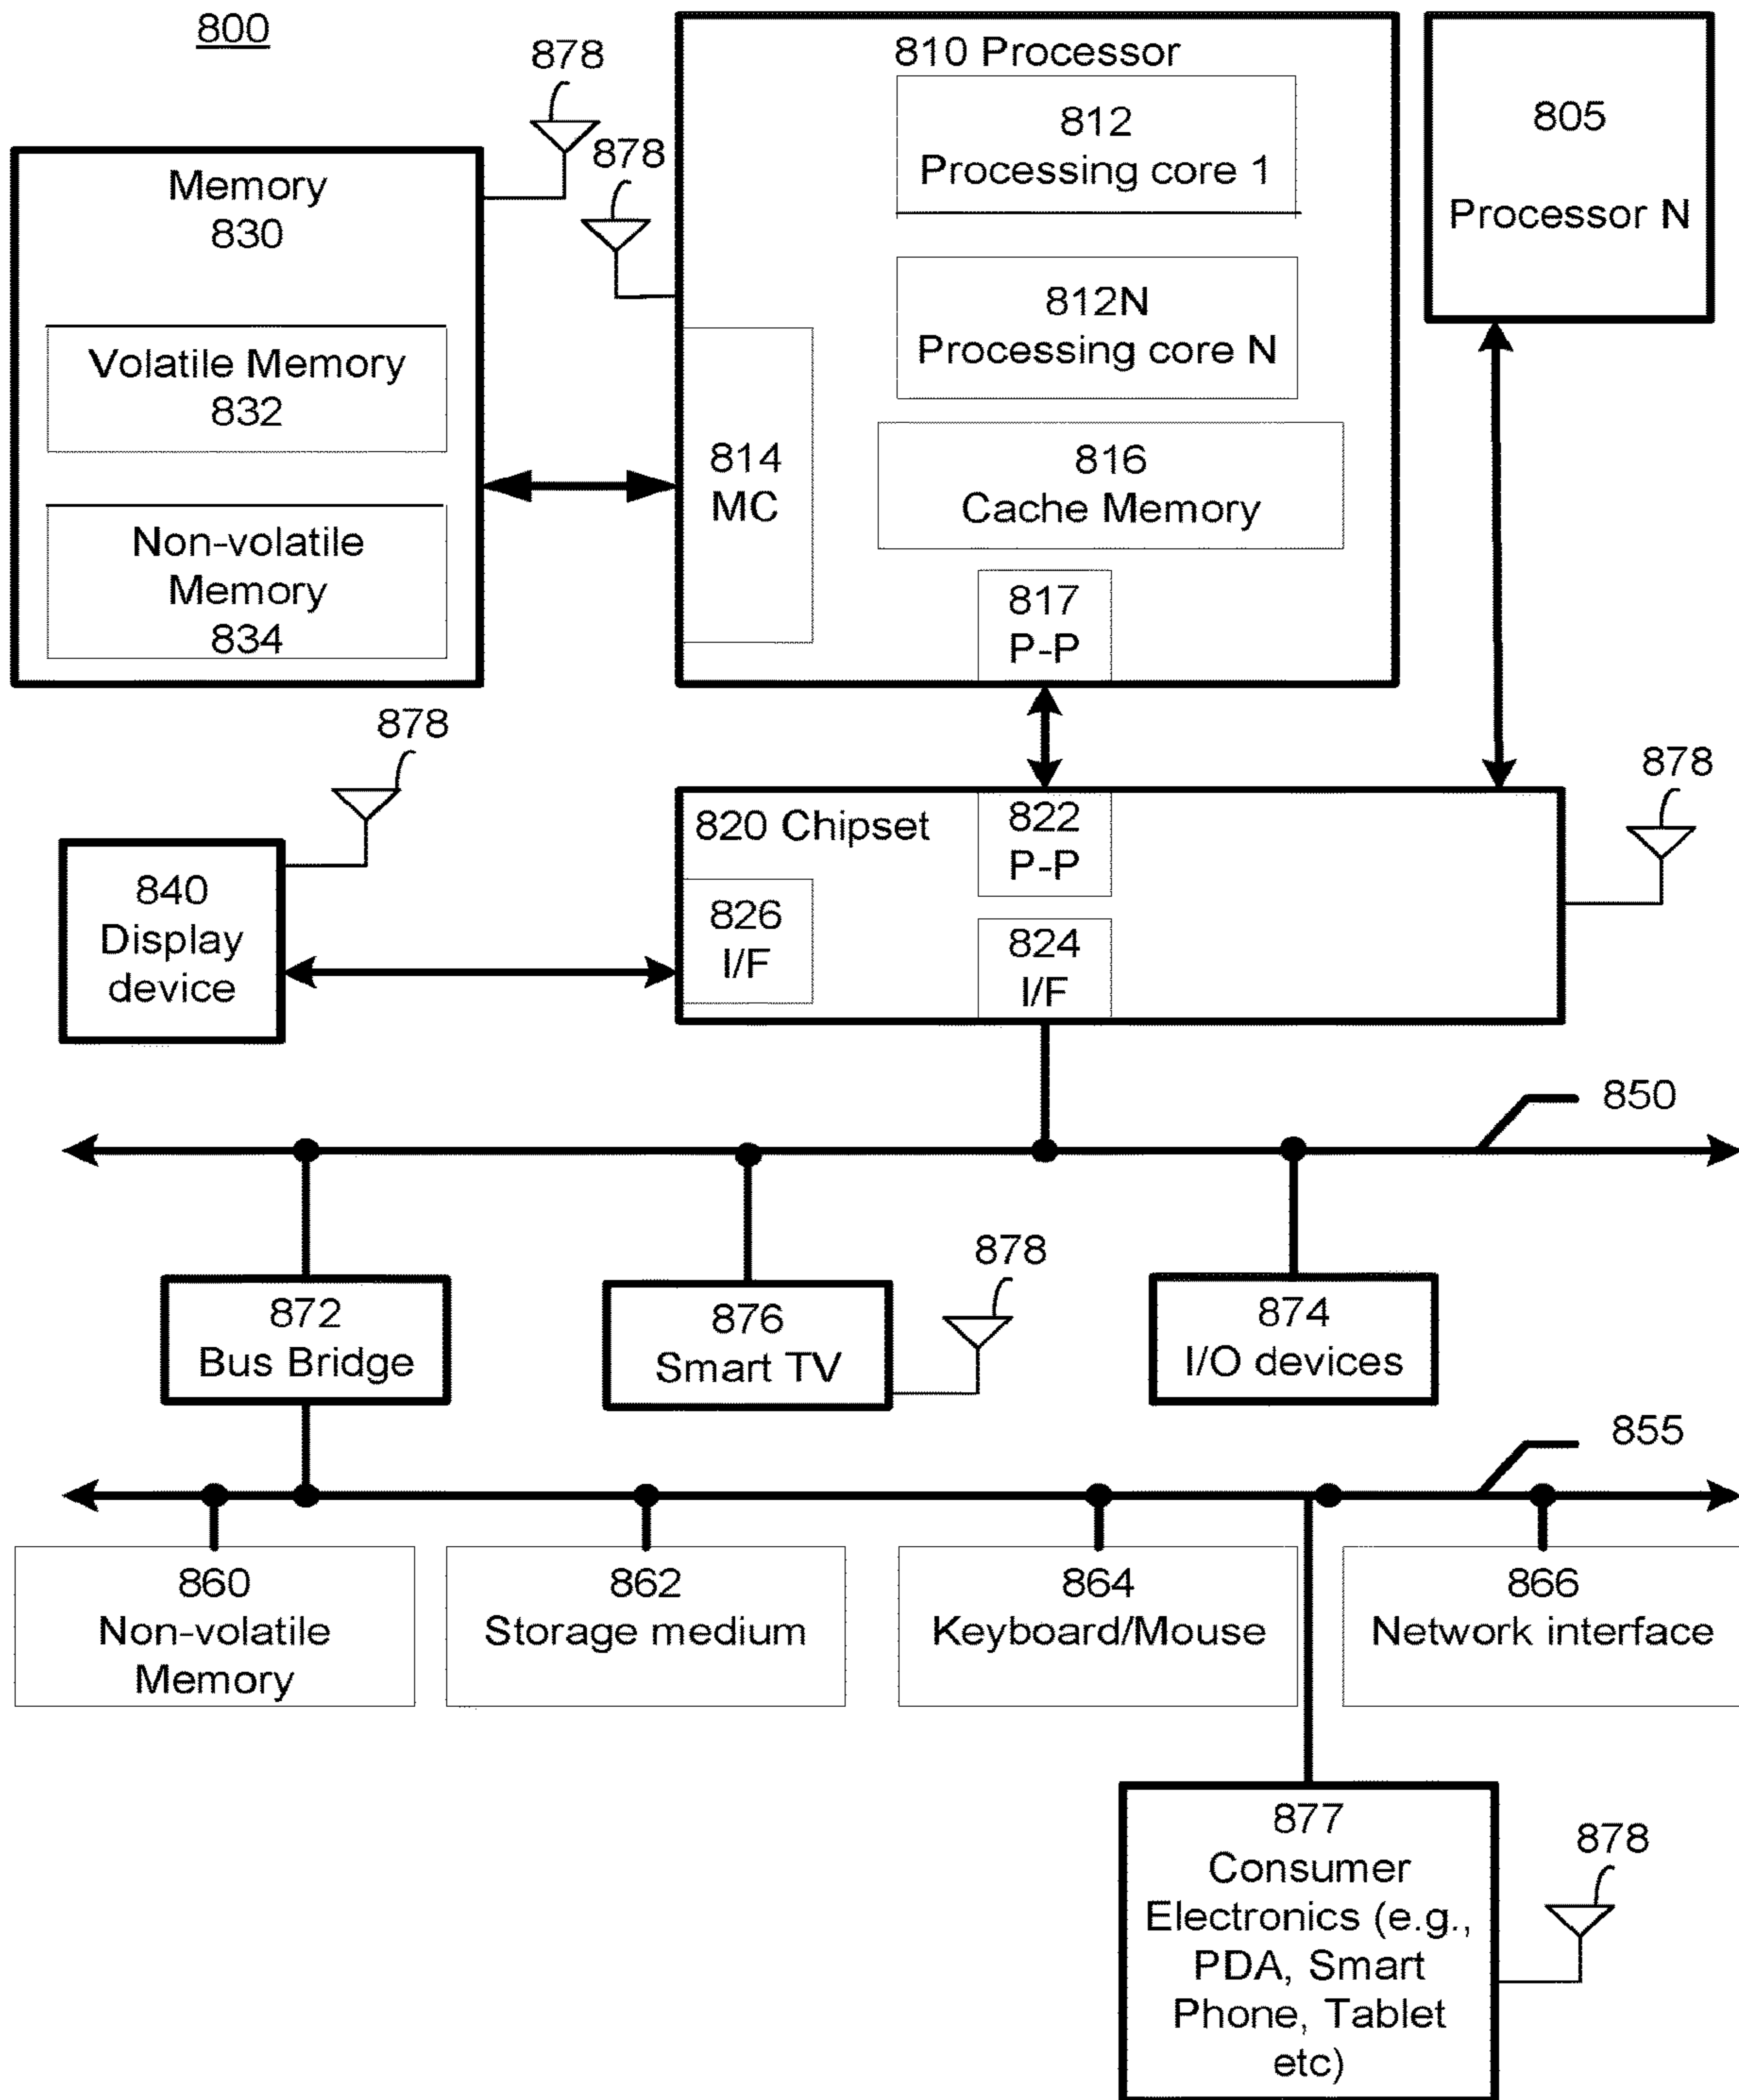 800
878
810 Processor
812
Processing core 1
805
Processor N
878
Memory
830
812N
Processing core N
Volatile Memory
832
814
MC
816
Cache Memory
Non-volatile
Memory
834
817
P-P
878
878
820 Chipset
822
P-P
840
Display
device
826
I/F
824
I/F
850
878
872
Bus Bridge
876
Smart TV
874
I/O devices
855
860
Non-volatile
Memory
862
Storage medium
864
Keyboard/Mouse
866
Network interface
877
Consumer
Electronics (e.g.,
PDA, Smart
Phone, Tablet
etc)
878